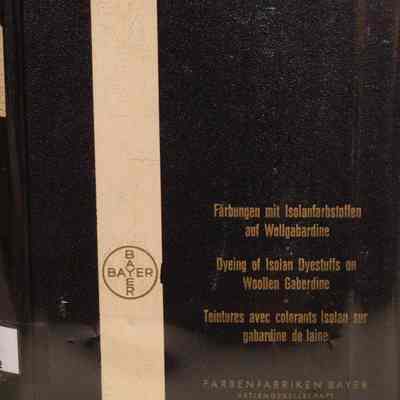 BAYER
BAYER
Färbungen mit Isolanfarbstoffen
auf Wollgabardine
Dyeing of Isolan Dyestuffs on
Woollen Gaberdine
Teintures avec colorants Isolan sur
gabardine de laine
FARBENFABRIKEN BAYER
AKTIENGESELLSCHAFT